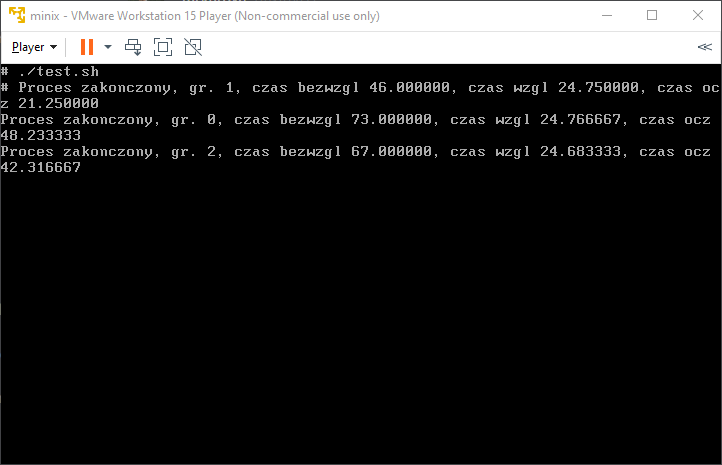 minix - VMware Workstation 15 Player (Non-commercial use only)
Player
# ./test.sh
# Proces zakonczony, gr. 1, czas bezwzgl 46.000000, czas wzgl 24.750000, czas oc
z 21.250000
Proces zakonczony, gr. 0, czas bezwzgl 73.000000, czas wzgl 24.766667, czas ocz
48.233333
Proces zakonczony, gr. 2, czas bezwzgl 67.000000, czas wzgl 24.683333, czas ocz
42.316667